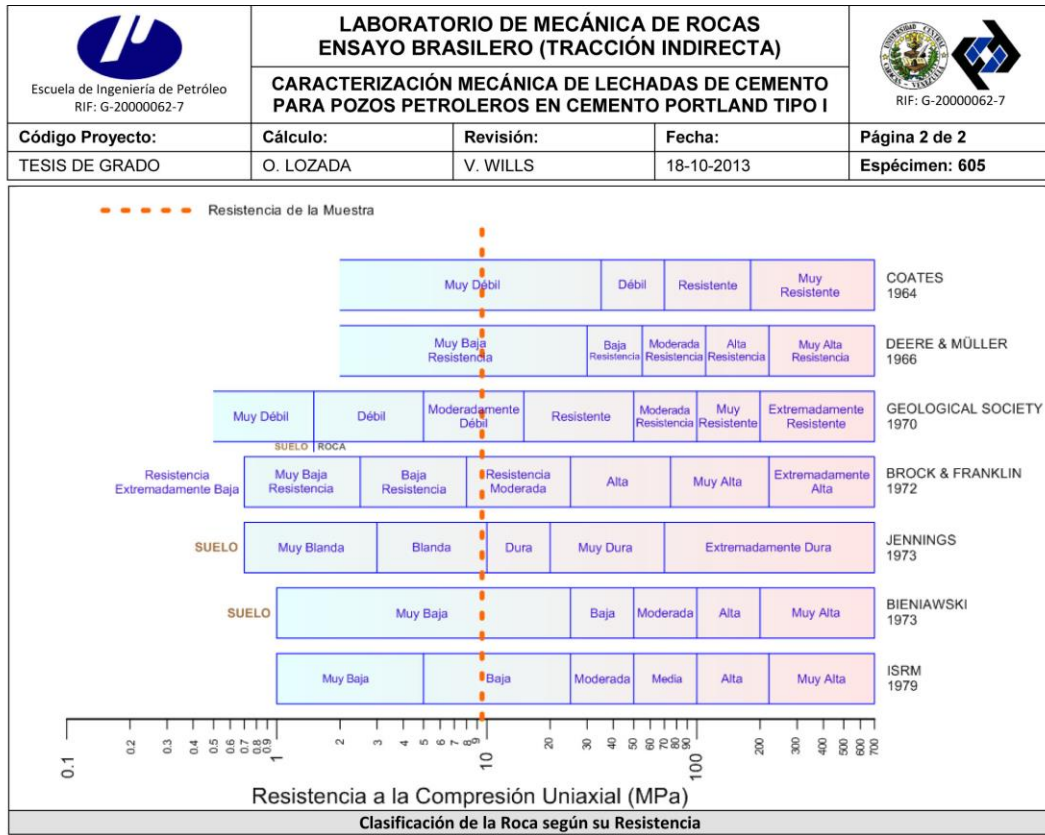 Escuela de Ingeniería de Petróleo
RIF: G-20000062-7
LABORATORIO DE MECÁNICA DE ROCAS
ENSAYO BRASILERO (TRACCIÓN INDIRECTA)
CARACTERIZACIÓN MECÁNICA DE LECHADAS DE CEMENTO
PARA POZOS PETROLEROS EN CEMENTO PORTLAND TIPO I
RIF: G-20000062-7
Código Proyecto: Cálculo: Revisión: Fecha: Página 2 de 2
TESIS DE GRADO O. LOZADA V. WILLS 18-10-2013 Espécimen: 605
Resistencia de la Muestra
Muy Débil Débil Resistente Muy Resistente COATES 1964
Muy Baja Resistencia Baja Resistencia Moderada Resistencia Alta Resistencia Muy Alta Resistencia DEERE & MÜLLER 1966
Muy Débil Débil Moderadamente Débil Resistente Moderada Resistencia Muy Resistente Extremadamente Resistente GEOLOGICAL SOCIETY 1970
SUELO ROCA
Resistencia Extremadamente Baja Muy Baja Resistencia Baja Resistencia Resistencia Moderada Alta Muy Alta Extremadamente Alta BROCK & FRANKLIN 1972
SUELO Muy Blanda Blanda Dura Muy Dura Extremadamente Dura JENNINGS 1973
SUELO Muy Baja Baja Moderada Alta Muy Alta BIENIAWSKI 1973
Muy Baja Baja Moderada Media Alta Muy Alta ISRM 1979
0.1 0.2 0.3 0.4 0.5 0.6 0.7 0.8 0.9 1 2 3 4 5 6 7 8 9 10 20 30 40 50 60 70 80 90 100 200 300 400 500 600 700
Resistencia a la Compresión Uniaxial (MPa)
Clasificación de la Roca según su Resistencia